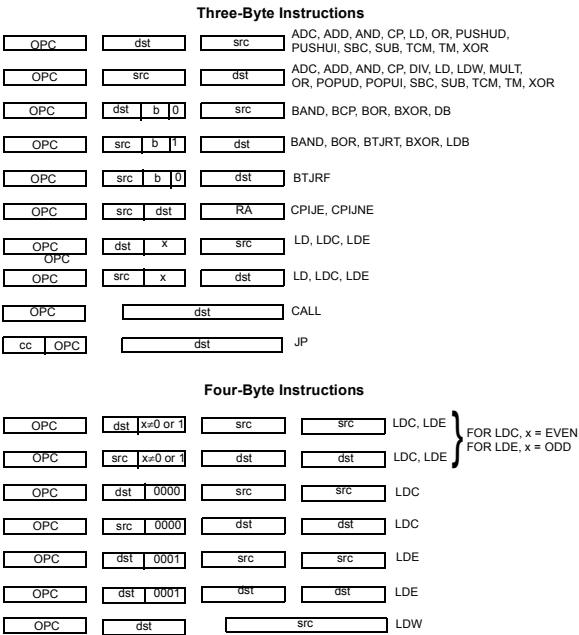 Three-Byte Instructions
OPC dst src ADC, ADD, AND, CP, LD, OR, PUSHUD,
PUSHUI, SBC, SUB, TCM, TM, XOR
OPC src dst ADC, ADD, AND, CP, DIV, LD, LDW, MULT,
OR, POPUD, POPUI, SBC, SUB, TCM, TM, XOR
OPC dst b 0 src BAND, BCP, BOR, BXOR, DB
OPC src b 1 dst BAND, BOR, BTJRT, BXOR, LDB
OPC src b 0 dst BTJRF
OPC src dst RA CPIJE, CPIJNE
OPC dst x src LD, LDC, LDE
OPC
OPC src x dst LD, LDC, LDE
OPC dst CALL
cc OPC dst JP
Four-Byte Instructions
OPC dst x≠0 or 1 src src LDC, LDE
FOR LDC, x = EVEN
FOR LDE, x = ODD
OPC src x≠0 or 1 dst dst LDC, LDE
OPC dst 0000 src src LDC
OPC src 0000 dst dst LDC
OPC dst 0001 src src LDE
OPC dst 0001 dst dst LDE
OPC dst src LDW